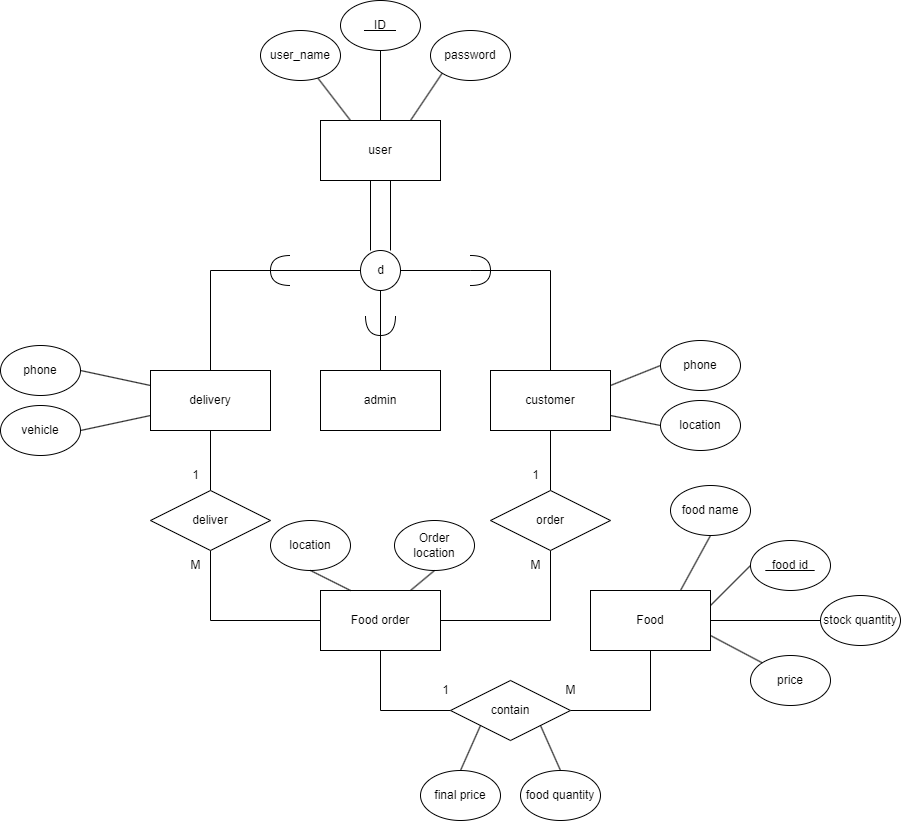 ID
user_name
password
user
d
phone
delivery
admin
customer
phone
vehicle
location
1
1
deliver
order
food name
location
Order
location
M
M
food id
Food order
Food
stock quantity
price
1
M
contain
final price
food quantity